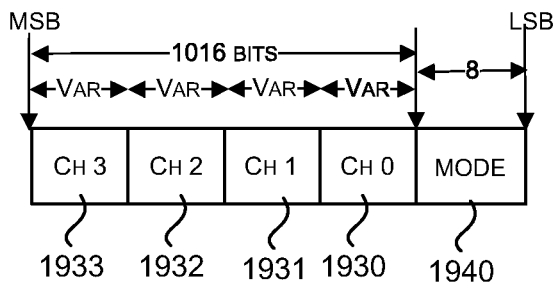 MSB LSB
1016 BITS
8
VAR VAR VAR VAR
CH 3 CH 2 CH 1 CH 0 MODE
1933 1932 1931 1930 1940